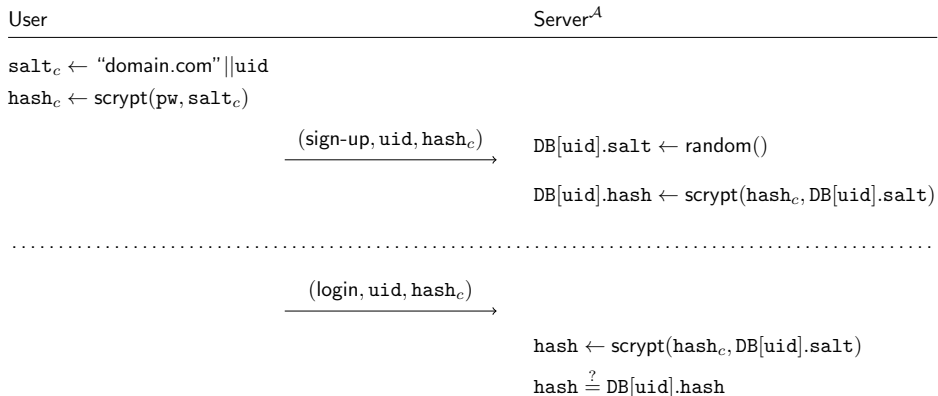 User Server^𝒜
salt_c ← “domain.com”||uid
hash_c ← scrypt(pw, salt_c)
(sign-up, uid, hash_c) DB[uid].salt ← random()
DB[uid].hash ← scrypt(hash_c, DB[uid].salt)
(login, uid, hash_c)
hash ← scrypt(hash_c, DB[uid].salt)
hash ≟ DB[uid].hash